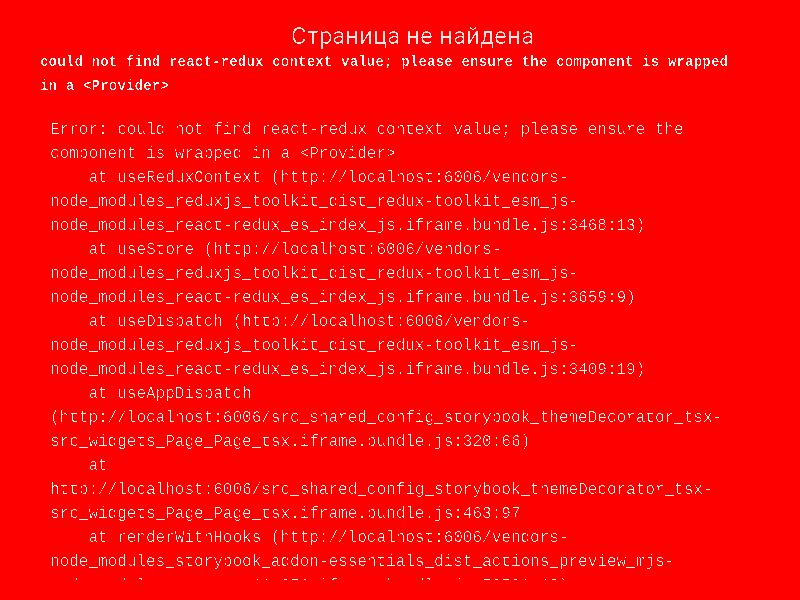 Страница не найдена
could not find react-redux context value; please ensure the component is wrapped
in a <Provider>
Error: could not find react-redux context value; please ensure the
component is wrapped in a <Provider>
at useReduxContext (http://localhost:6006/vendors-
node_modules_reduxjs_toolkit_dist_redux-toolkit_esm_js-
node_modules_react-redux_es_index_js.iframe.bundle.js:3468:13)
at useStore (http://localhost:6006/vendors-
node_modules_reduxjs_toolkit_dist_redux-toolkit_esm_js-
node_modules_react-redux_es_index_js.iframe.bundle.js:3659:9)
at useDispatch (http://localhost:6006/vendors-
node_modules_reduxjs_toolkit_dist_redux-toolkit_esm_js-
node_modules_react-redux_es_index_js.iframe.bundle.js:3409:19)
at useAppDispatch
(http://localhost:6006/src_shared_config_storybook_themeDecorator_tsx-
src_widgets_Page_Page_tsx.iframe.bundle.js:320:66)
at
http://localhost:6006/src_shared_config_storybook_themeDecorator_tsx-
src_widgets_Page_Page_tsx.iframe.bundle.js:463:97
at renderWithHooks (http://localhost:6006/vendors-
node_modules_storybook_addon-essentials_dist_actions_preview_mjs-